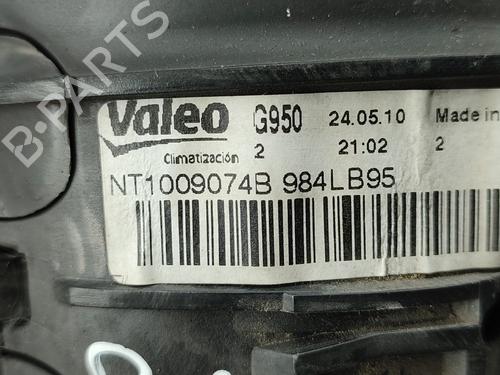 B-PARTS
Valeo G950 24.05.10 Made in
Climatización 2 21:02 2
NT1009074B 984LB95